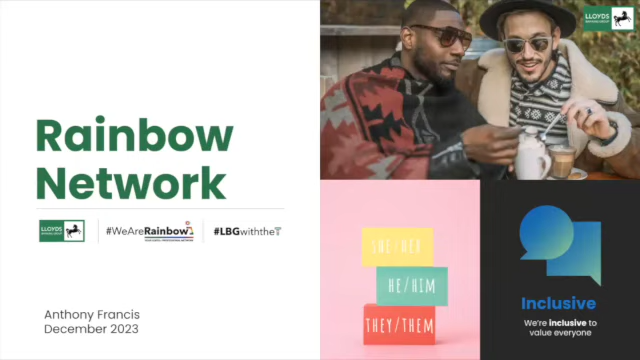 Rainbow
Network
LLOYDS
BANKING GROUP
#WeAreRainbow
#LBGwiththeT
Anthony Francis
December 2023
LLOYDS
BANKING GROUP
SHE/HER
HE/HIM
THEY/THEM
Inclusive
We're inclusive to
value everyone